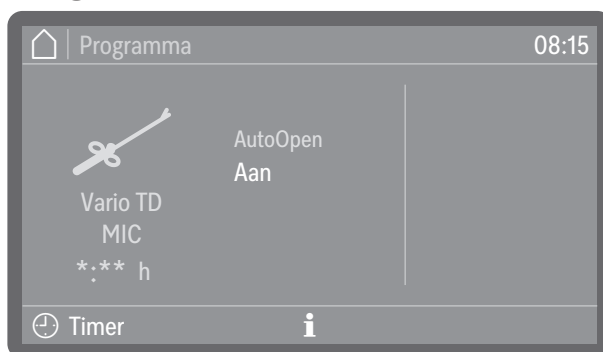 Programma
08:15
AutoOpen
Aan
Vario TD
MIC
*:** h
Timer
i